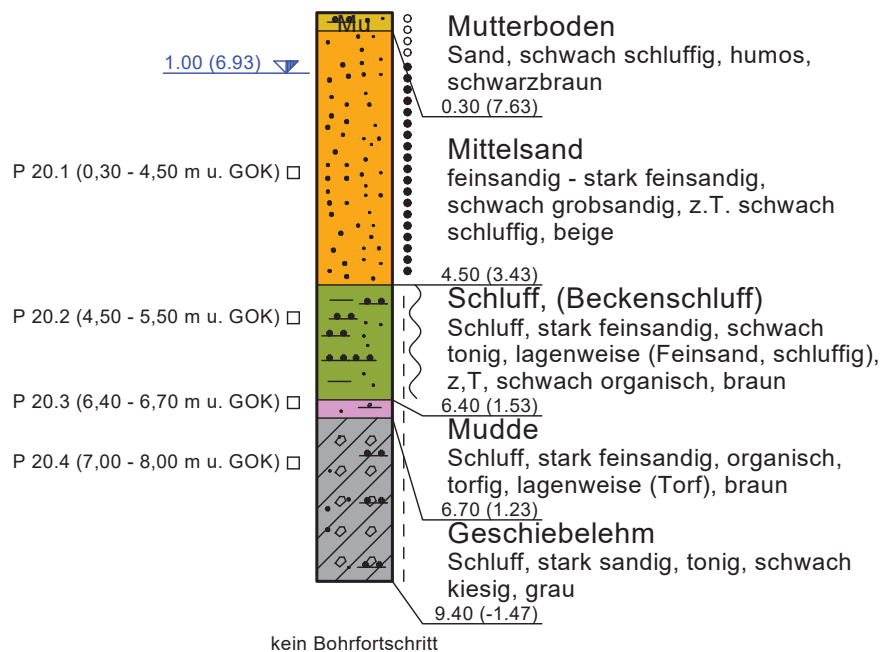 Mu
1.00 (6.93)
P 20.1 (0,30 - 4,50 m u. GOK)
P 20.2 (4,50 - 5,50 m u. GOK)
P 20.3 (6,40 - 6,70 m u. GOK)
P 20.4 (7,00 - 8,00 m u. GOK)
Mutterboden
Sand, schwach schluffig, humos,
schwarzbraun
0.30 (7.63)
Mittelsand
feinsandig - stark feinsandig,
schwach grobsandig, z.T. schwach
schluffig, beige
4.50 (3.43)
Schluff, (Beckenschluff)
Schluff, stark feinsandig, schwach
tonig, lagenweise (Feinsand, schluffig),
z,T, schwach organisch, braun
6.40 (1.53)
Mudde
Schluff, stark feinsandig, organisch,
torfig, lagenweise (Torf), braun
6.70 (1.23)
Geschiebelehm
Schluff, stark sandig, tonig, schwach
kiesig, grau
9.40 (-1.47)
kein Bohrfortschritt